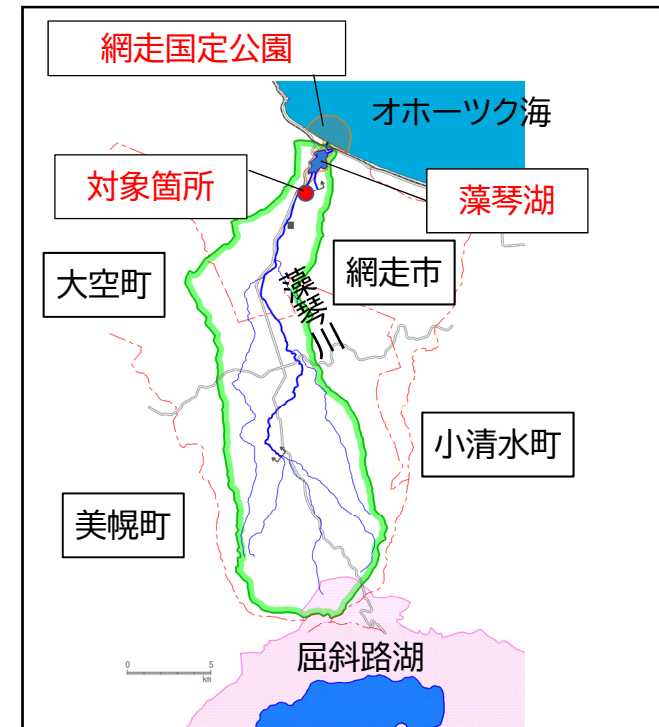 網走国定公園
オホーツク海
対象箇所
藻琴湖
大空町
網走市
藻琴川
小清水町
美幌町
屈斜路湖
0 5
km